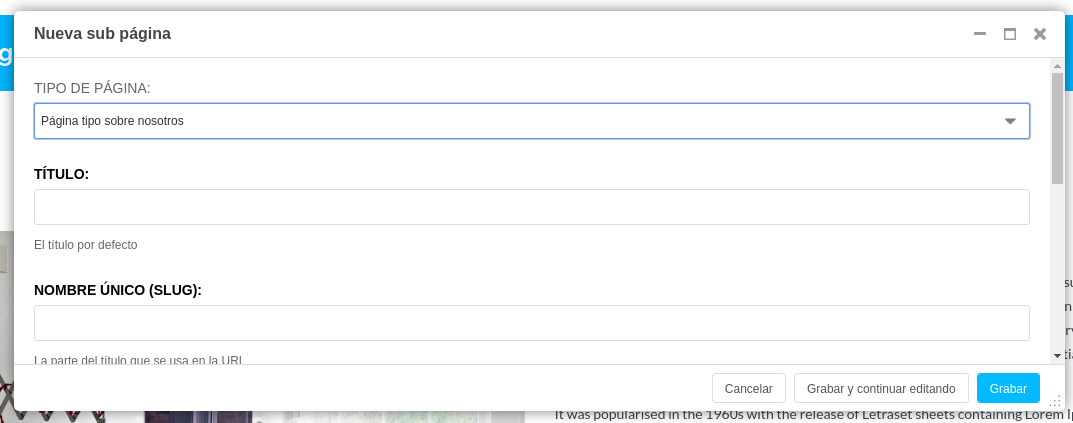 Nueva sub página
TIPO DE PÁGINA:
Página tipo sobre nosotros
TÍTULO:
El título por defecto
NOMBRE ÚNICO (SLUG):
La parte del título que se usa en la URL
Cancelar
Grabar y continuar editando
Grabar
It was popularised in the 1960s with the release of Letraset sheets containing Lorem